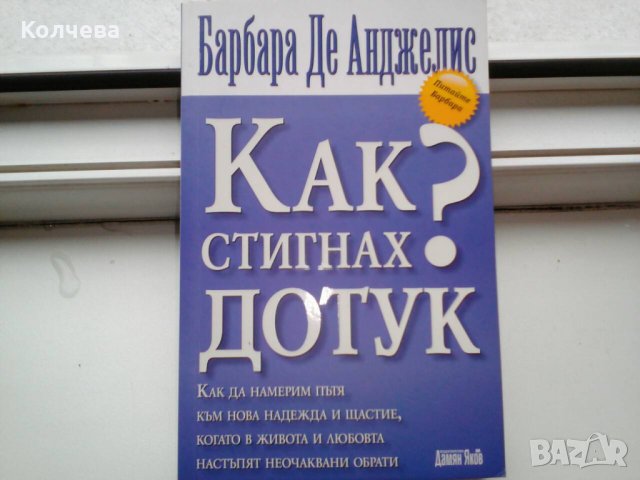 Колчева
Барбара Де Анджелис
Питайте
Барбара
Как
стигнах ?
дотук
Как да намерим пътя
към нова надежда и щастие,
когато в живота и любовта
настъпят неочаквани обрати
Дамян Яков
BAZAR